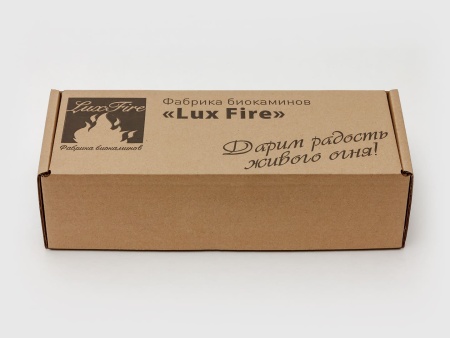 Lux Fire
Фабрика биокаминов
Фабрика биокаминов
«Lux Fire»
Дарим радость
живого огня!